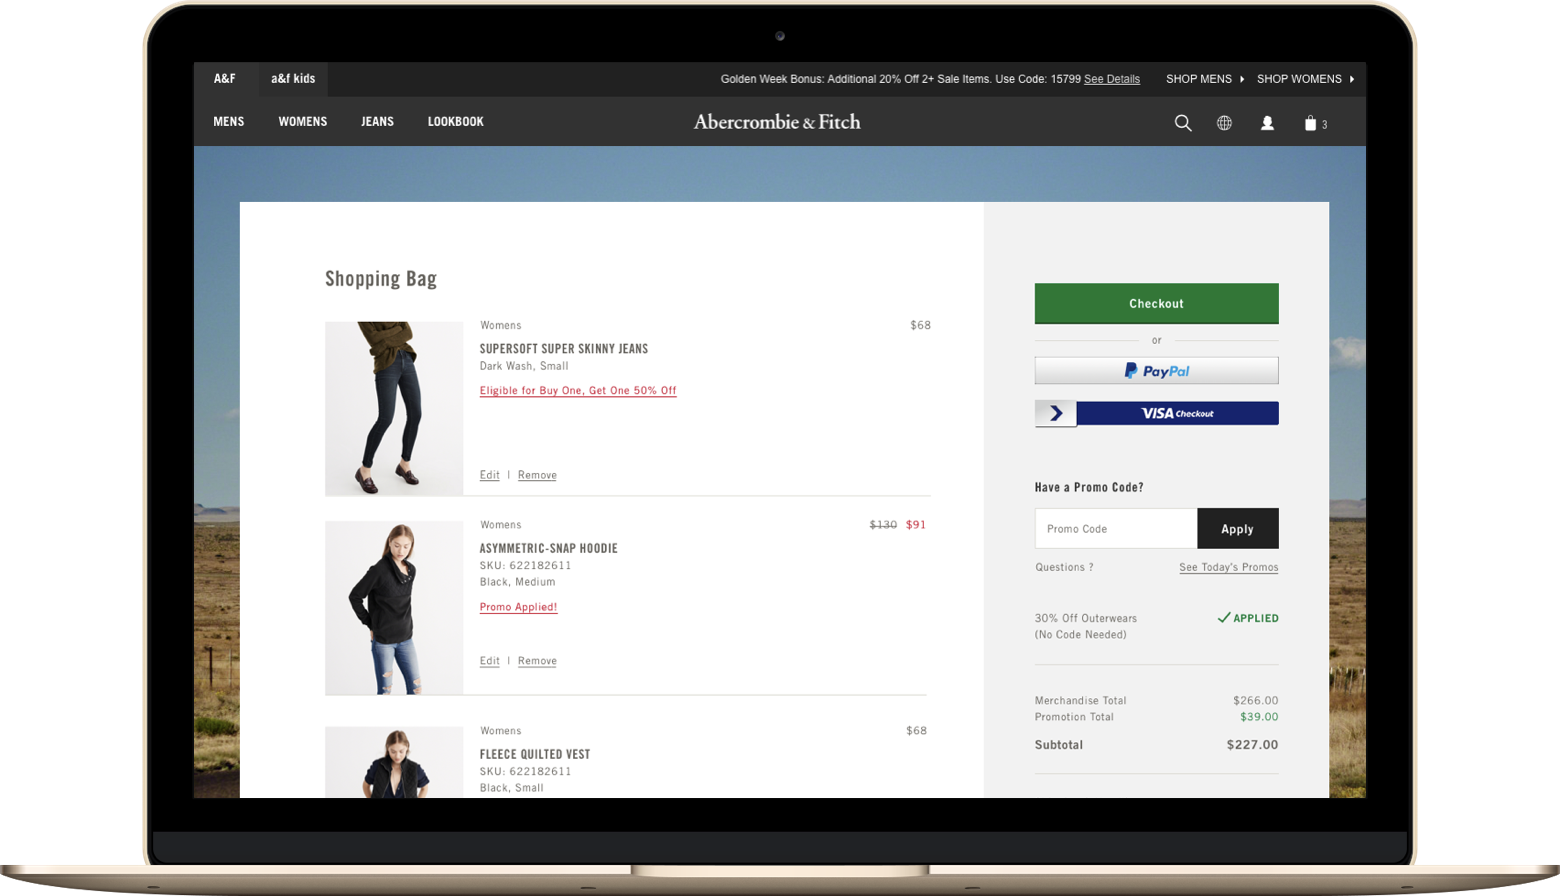 A&F
a&f kids
Golden Week Bonus: Additional 20% Off 2+ Sale Items. Use Code: 15799 See Details
SHOP MENS
SHOP WOMENS
MENS
WOMENS
JEANS
LOOKBOOK
Abercrombie & Fitch
3
Shopping Bag
Womens
$68
SUPERSOFT SUPER SKINNY JEANS
Dark Wash, Small
Eligible for Buy One, Get One 50% Off
Edit | Remove
Womens
$130 $91
ASYMMETRIC-SNAP HOODIE
SKU: 622182611
Black, Medium
Promo Applied!
Edit | Remove
Womens
$68
FLEECE QUILTED VEST
SKU: 622182611
Black, Small
Checkout
or
PayPal
VISA Checkout
Have a Promo Code?
Promo Code
Apply
Questions ?
See Today's Promos
30% Off Outerwears
(No Code Needed)
APPLIED
Merchandise Total $266.00
Promotion Total $39.00
Subtotal $227.00